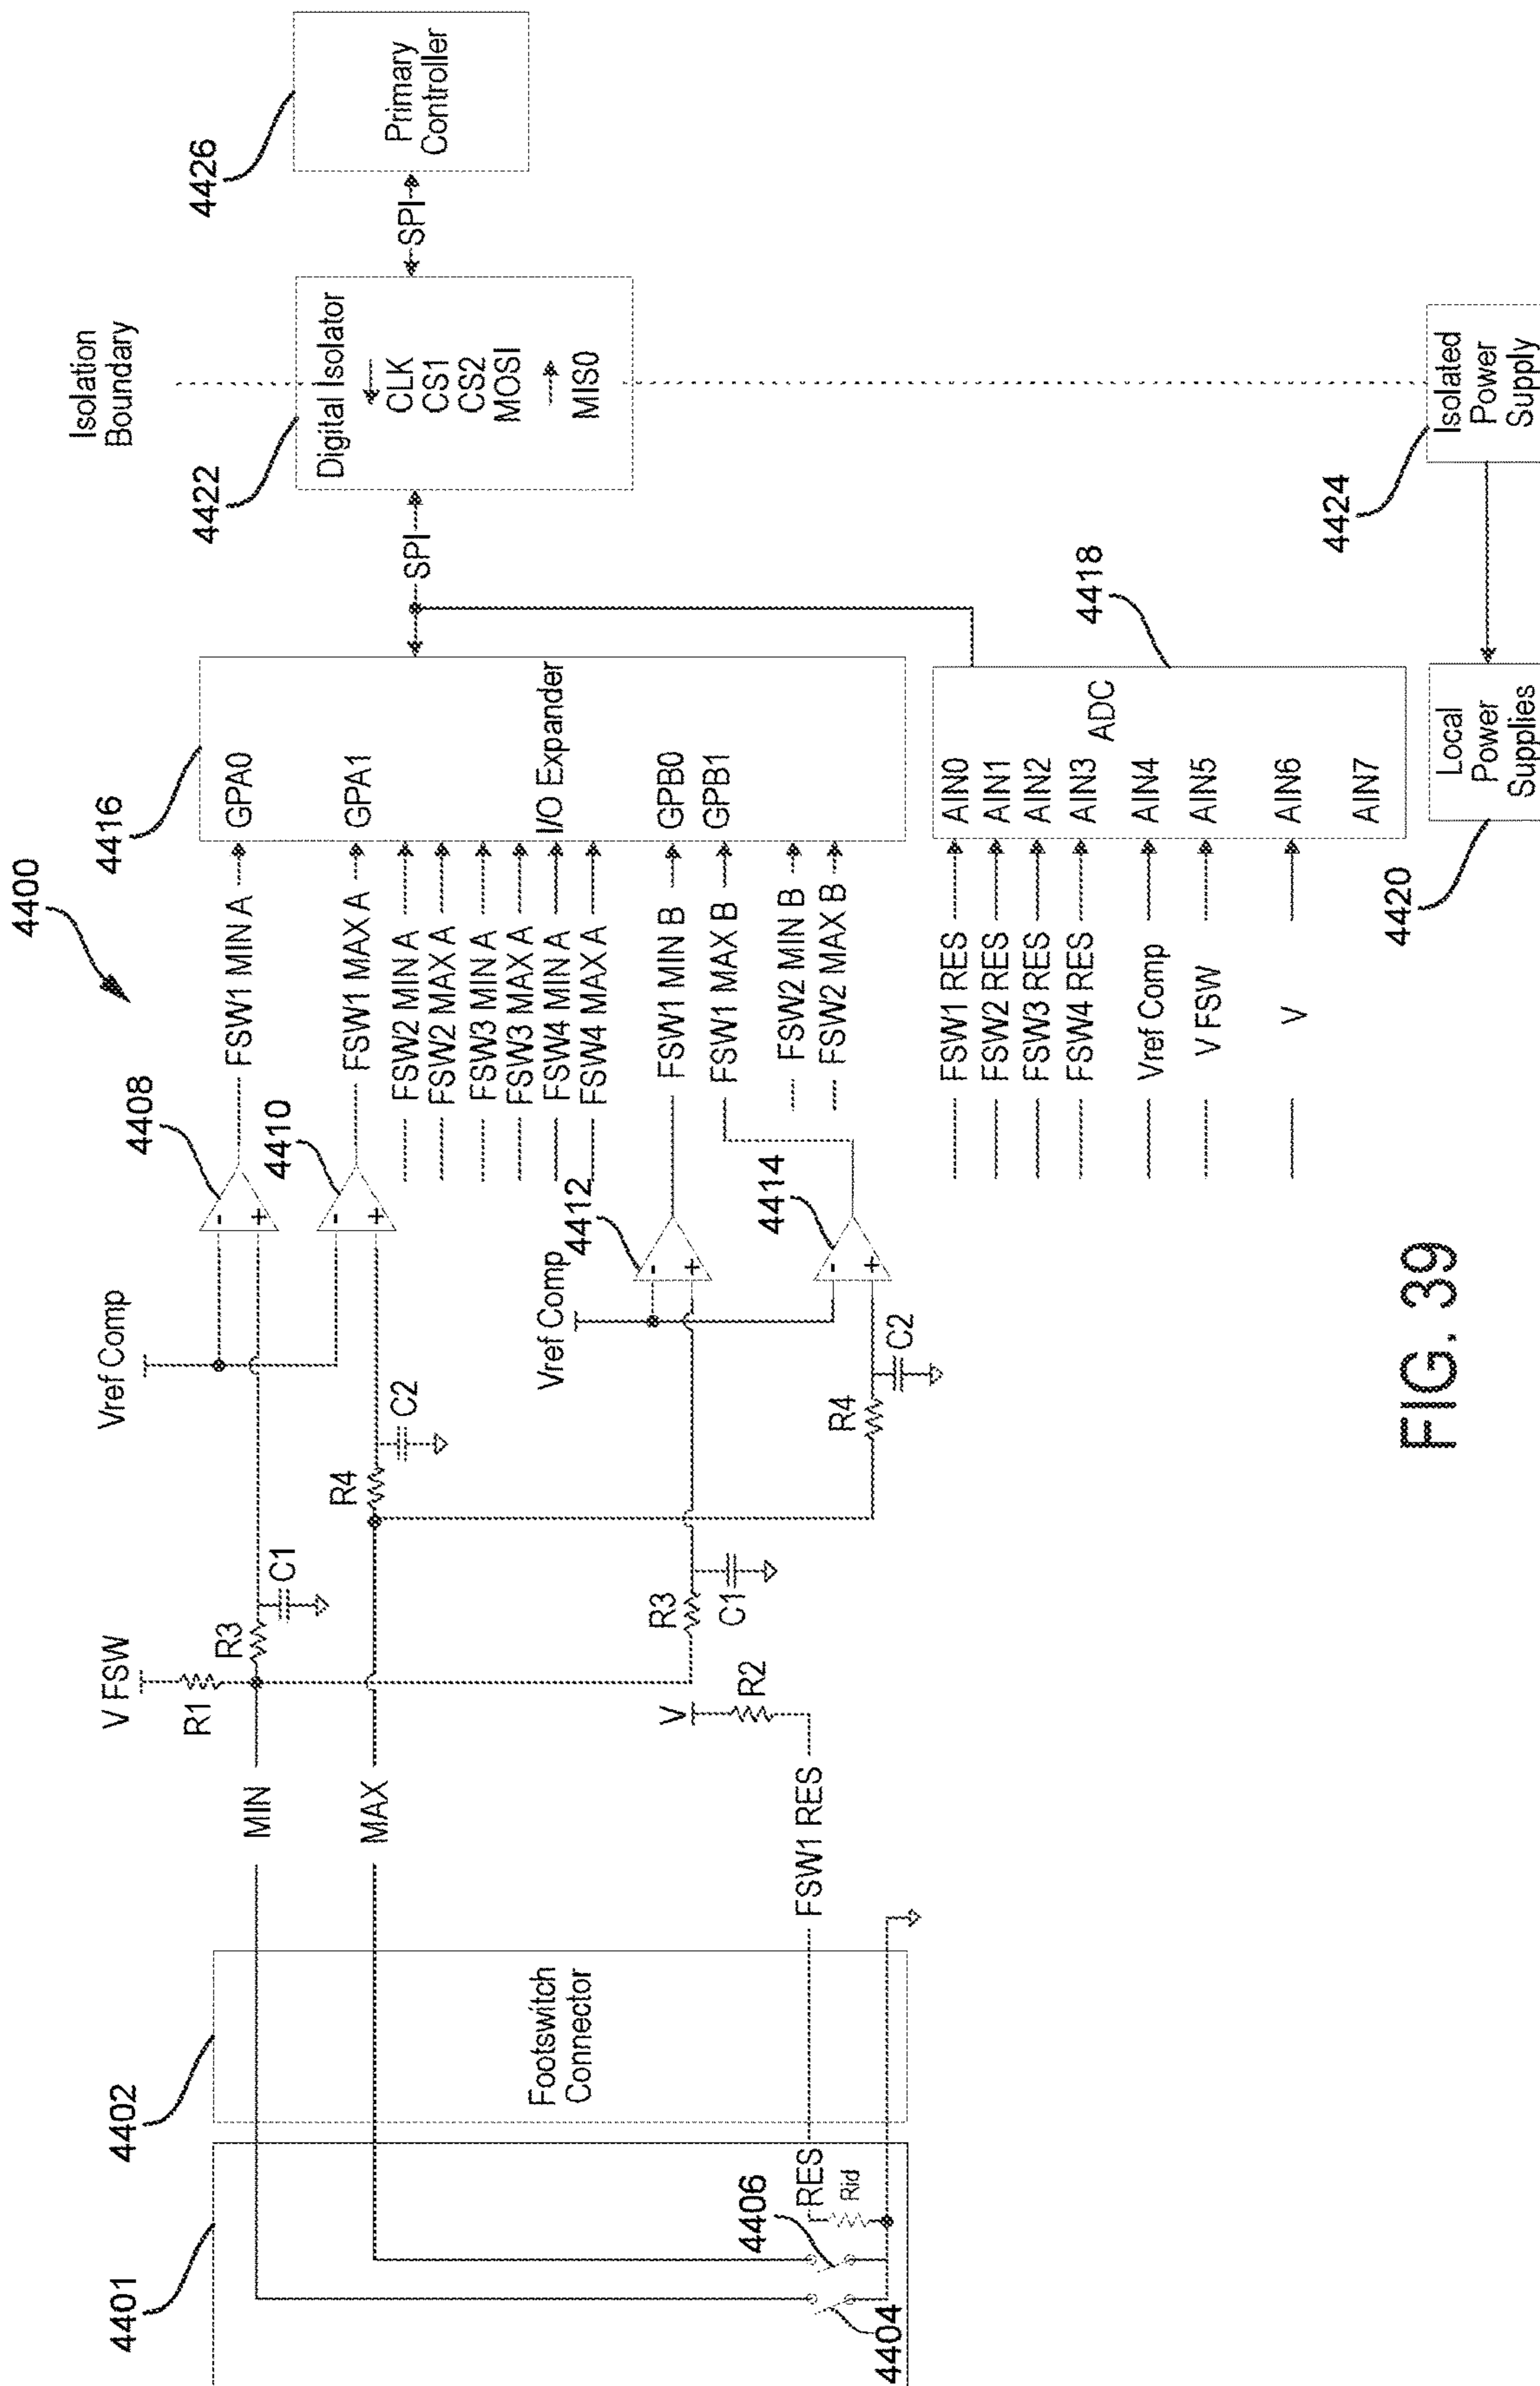 4400
4401
4402
Footswitch
Connector
4404
4406
RES
Rid
MIN
MAX
FSW1 RES
V FSW
R1
R3
C1
R4
C2
Vref Comp
4408
4410
V
R2
R3
C1
R4
C2
Vref Comp
4412
4414
FSW1 MIN A
FSW1 MAX A
FSW2 MIN A
FSW2 MAX A
FSW3 MIN A
FSW3 MAX A
FSW4 MIN A
FSW4 MAX A
FSW1 MIN B
FSW1 MAX B
FSW2 MIN B
FSW2 MAX B
4416
GPA0
GPA1
I/O Expander
GPB0
GPB1
FSW1 RES
FSW2 RES
FSW3 RES
FSW4 RES
Vref Comp
V FSW
V
AIN0
AIN1
AIN2
AIN3
AIN4
AIN5
AIN6
AIN7
ADC
4418
SPI
Isolation
Boundary
4422
Digital Isolator
CLK
CS1
CS2
MOSI
MIS0
SPI
4426
Primary
Controller
4420
Local
Power
Supplies
4424
Isolated
Power
Supply
-
+
-
+
-
+
-
+
FIG. 39